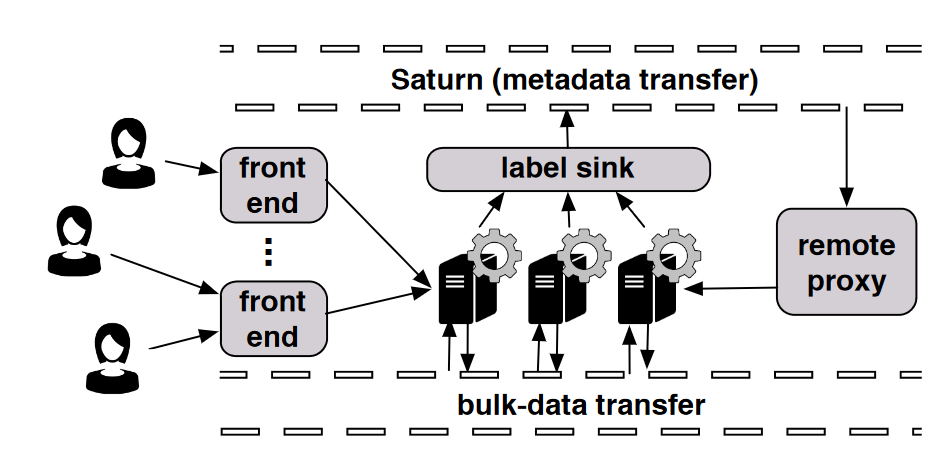 Saturn (metadata transfer)
front
end
label sink
front
end
remote
proxy
bulk-data transfer